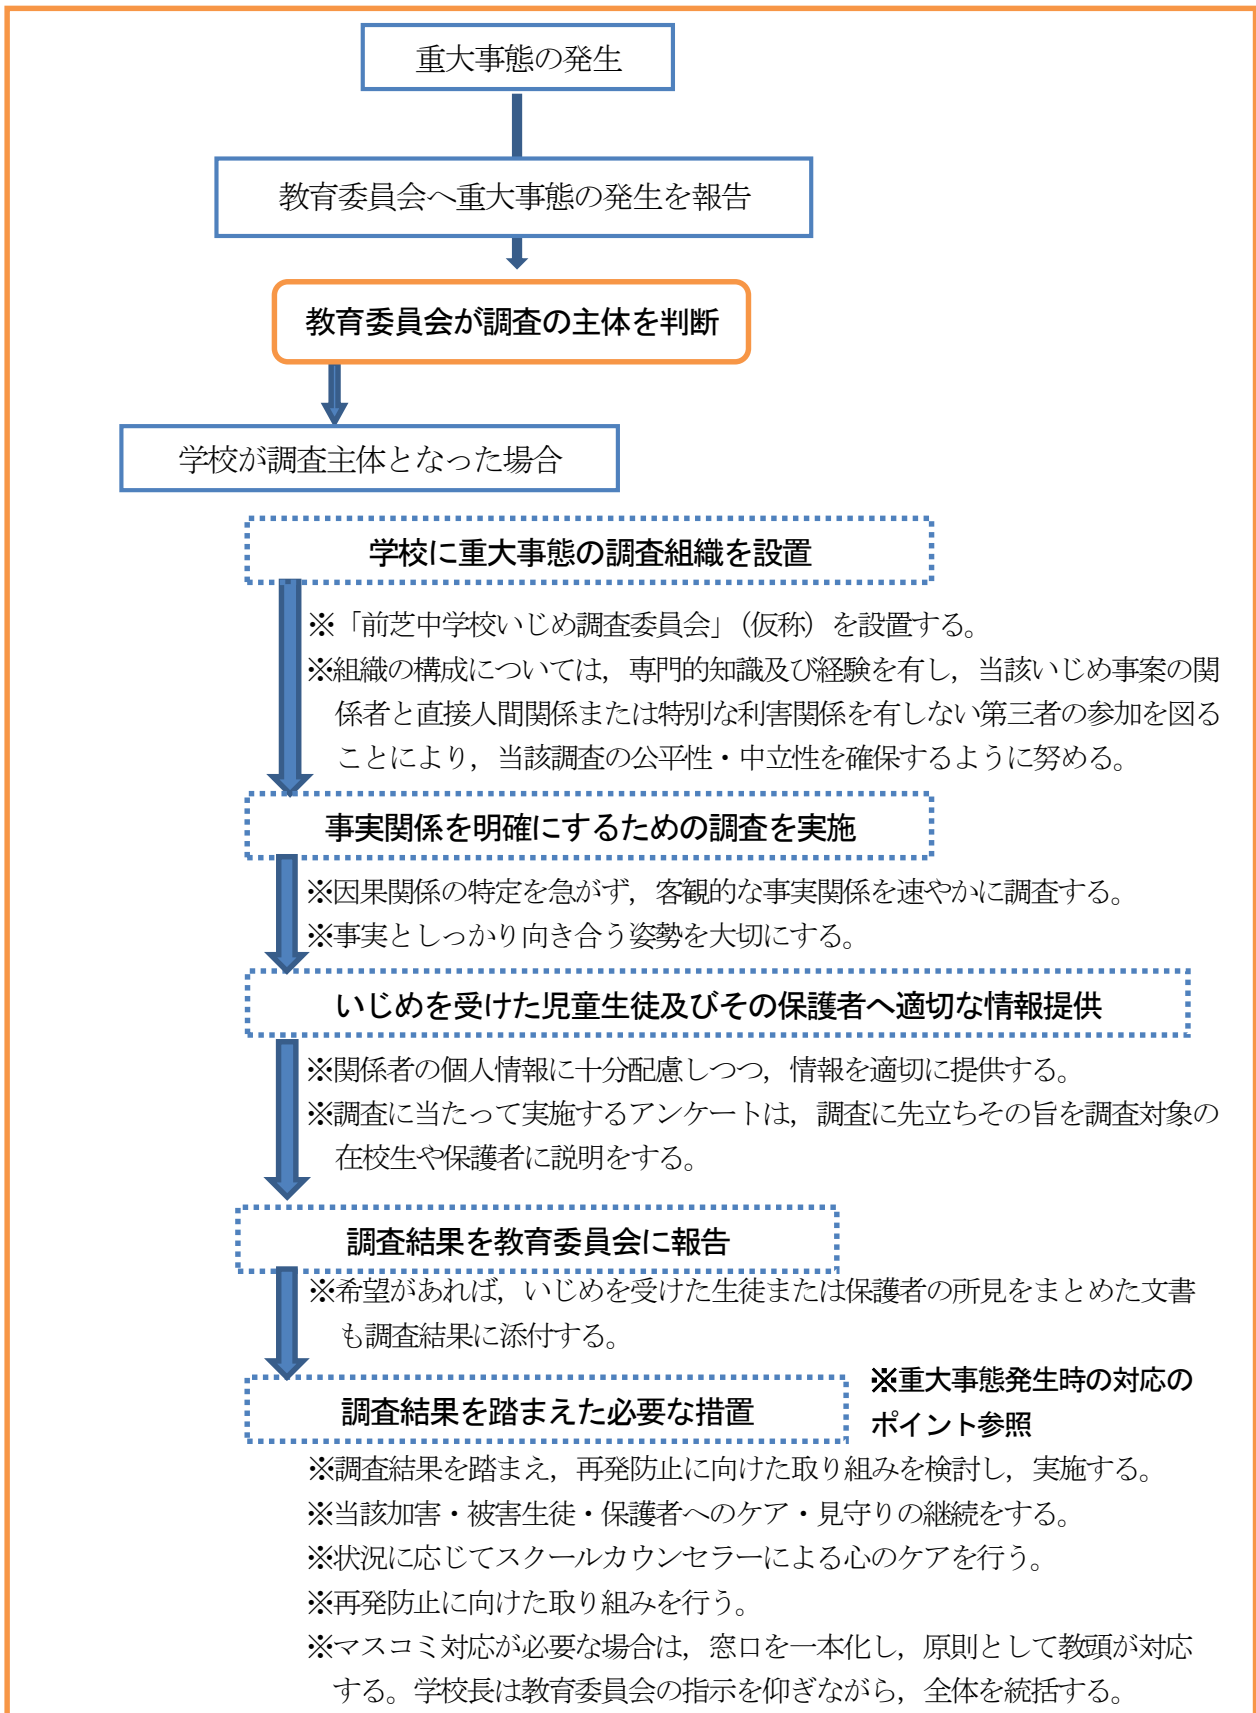 重大事態の発生
教育委員会へ重大事態の発生を報告
教育委員会が調査の主体を判断
学校が調査主体となった場合
学校に重大事態の調査組織を設置
※「前芝中学校いじめ調査委員会」（仮称）を設置する。
※組織の構成については，専門的知識及び経験を有し，当該いじめ事案の関
係者と直接人間関係または特別な利害関係を有しない第三者の参加を図る
ことにより，当該調査の公平性・中立性を確保するように努める。
事実関係を明確にするための調査を実施
※因果関係の特定を急がず，客観的な事実関係を速やかに調査する。
※事実としっかり向き合う姿勢を大切にする。
いじめを受けた児童生徒及びその保護者へ適切な情報提供
※関係者の個人情報に十分配慮しつつ，情報を適切に提供する。
※調査に当たって実施するアンケートは，調査に先立ちその旨を調査対象の
在校生や保護者に説明をする。
調査結果を教育委員会に報告
※希望があれば，いじめを受けた生徒または保護者の所見をまとめた文書
も調査結果に添付する。
※重大事態発生時の対応の
ポイント参照
調査結果を踏まえた必要な措置
※調査結果を踏まえ，再発防止に向けた取り組みを検討し，実施する。
※当該加害・被害生徒・保護者へのケア・見守りの継続をする。
※状況に応じてスクールカウンセラーによる心のケアを行う。
※再発防止に向けた取り組みを行う。
※マスコミ対応が必要な場合は，窓口を一本化し，原則として教頭が対応
する。学校長は教育委員会の指示を仰ぎながら，全体を統括する。